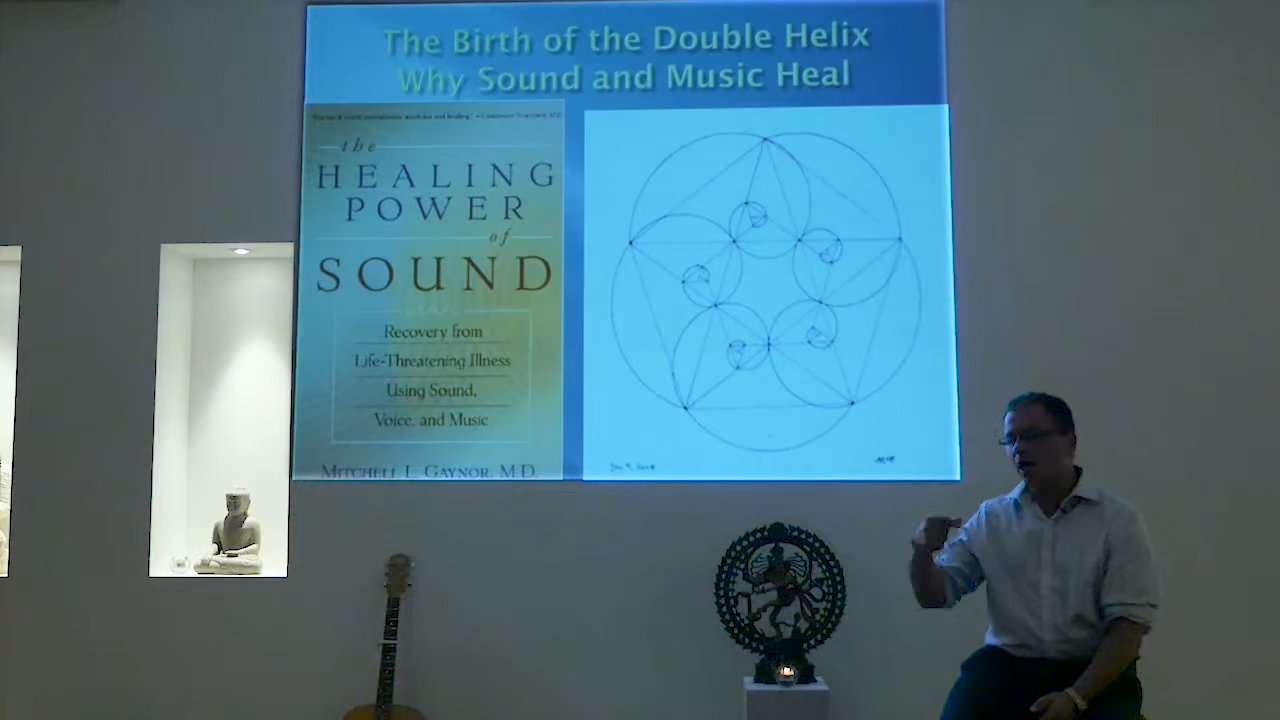 The Birth of the Double Helix
Why Sound and Music Heal
the
HEALING
POWER
of
SOUND
Recovery from
Life-Threatening Illness
Using Sound,
Voice, and Music
MITCHELL L. GAYNOR, M.D.